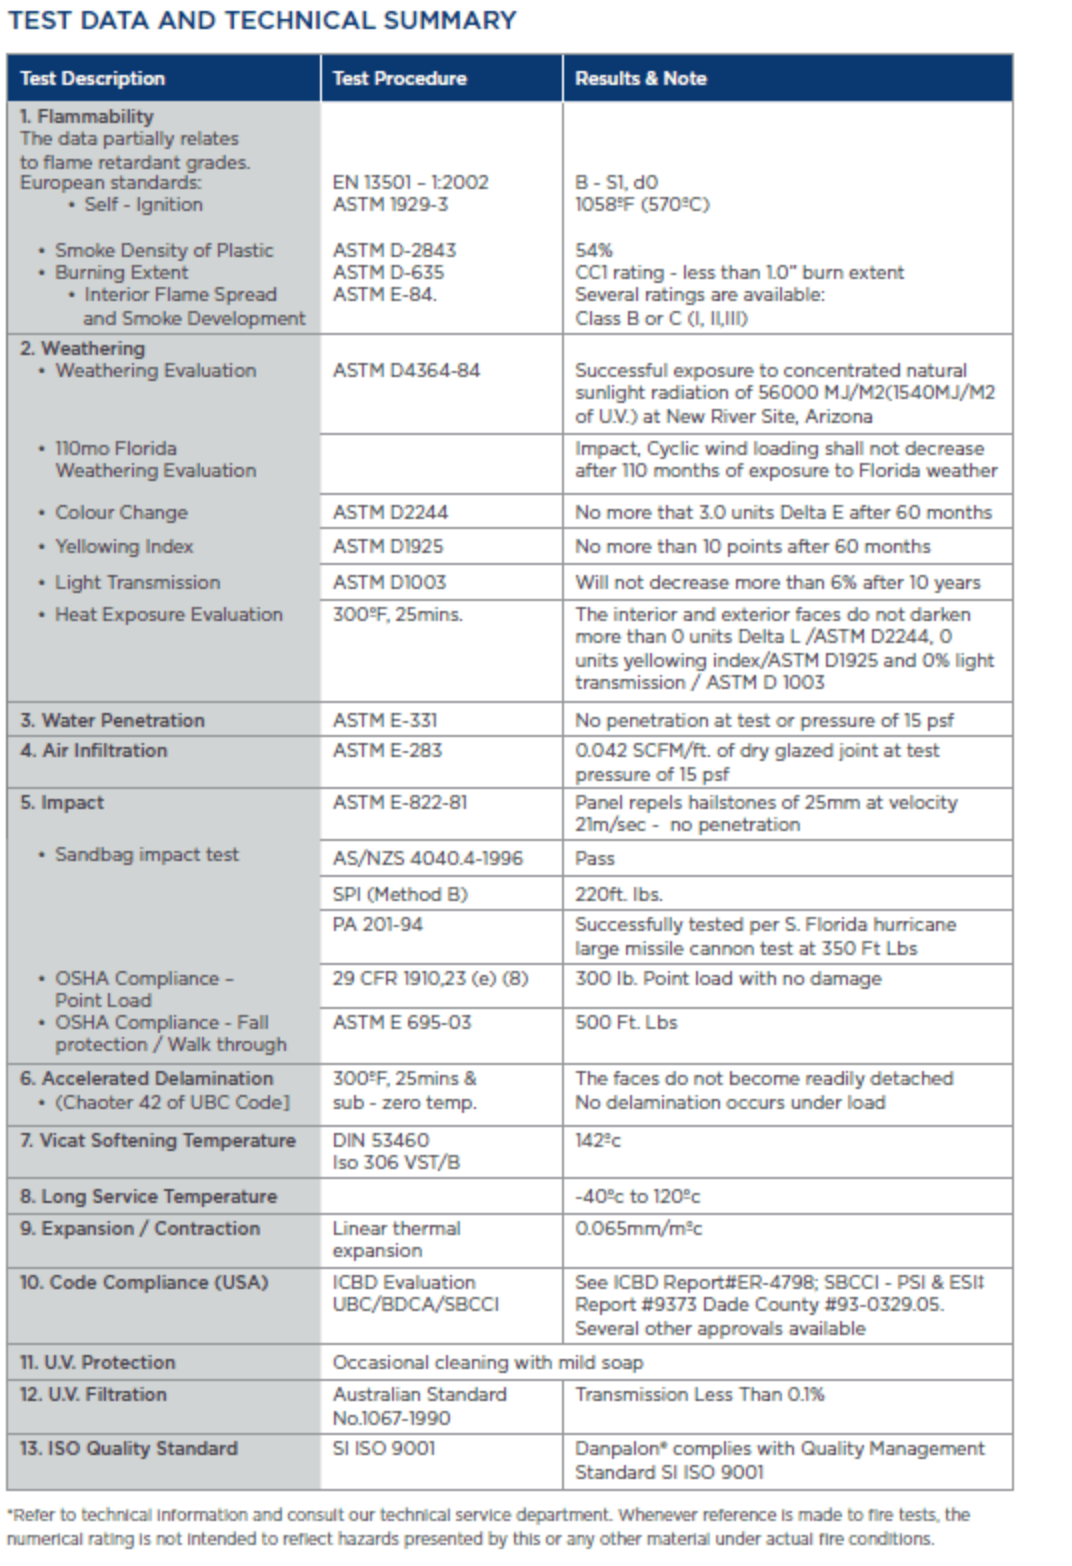 TEST DATA AND TECHNICAL SUMMARY
Test Description Test Procedure Results & Note
1. Flammability
The data partially relates
to flame retardant grades.
European standards: EN 13501 – 1:2002 B - S1, d0
• Self - Ignition ASTM 1929-3 1058ºF (570ºC)
• Smoke Density of Plastic ASTM D-2843 54%
• Burning Extent ASTM D-635 CC1 rating - less than 1.0” burn extent
• Interior Flame Spread ASTM E-84. Several ratings are available:
and Smoke Development Class B or C (I, II,III)
2. Weathering
• Weathering Evaluation ASTM D4364-84 Successful exposure to concentrated natural
sunlight radiation of 56000 MJ/M2(1540MJ/M2
of U.V.) at New River Site, Arizona
• 110mo Florida Impact, Cyclic wind loading shall not decrease
Weathering Evaluation after 110 months of exposure to Florida weather
• Colour Change ASTM D2244 No more that 3.0 units Delta E after 60 months
• Yellowing Index ASTM D1925 No more than 10 points after 60 months
• Light Transmission ASTM D1003 Will not decrease more than 6% after 10 years
• Heat Exposure Evaluation 300ºF, 25mins. The interior and exterior faces do not darken
more than 0 units Delta L /ASTM D2244, 0
units yellowing index/ASTM D1925 and 0% light
transmission / ASTM D 1003
3. Water Penetration ASTM E-331 No penetration at test or pressure of 15 psf
4. Air Infiltration ASTM E-283 0.042 SCFM/ft. of dry glazed joint at test
pressure of 15 psf
5. Impact ASTM E-822-81 Panel repels hailstones of 25mm at velocity
21m/sec - no penetration
• Sandbag impact test AS/NZS 4040.4-1996 Pass
SPI (Method B) 220ft. lbs.
PA 201-94 Successfully tested per S. Florida hurricane
large missile cannon test at 350 Ft Lbs
• OSHA Compliance – 29 CFR 1910,23 (e) (8) 300 lb. Point load with no damage
Point Load
• OSHA Compliance - Fall ASTM E 695-03 500 Ft. Lbs
protection / Walk through
6. Accelerated Delamination 300ºF, 25mins & The faces do not become readily detached
• (Chaoter 42 of UBC Code] sub - zero temp. No delamination occurs under load
7. Vicat Softening Temperature DIN 53460 142ºc
Iso 306 VST/B
8. Long Service Temperature -40ºc to 120ºc
9. Expansion / Contraction Linear thermal 0.065mm/mºc
expansion
10. Code Compliance (USA) ICBD Evaluation See ICBD Report#ER-4798; SBCCI - PSI & ESI‡
UBC/BDCA/SBCCI Report #9373 Dade County #93-0329.05.
Several other approvals available
11. U.V. Protection Occasional cleaning with mild soap
12. U.V. Filtration Australian Standard Transmission Less Than 0.1%
No.1067-1990
13. ISO Quality Standard SI ISO 9001 Danpalon® complies with Quality Management
Standard SI ISO 9001
*Refer to technical information and consult our technical service department. Whenever reference is made to fire tests, the
numerical rating is not intended to reflect hazards presented by this or any other material under actual fire conditions.